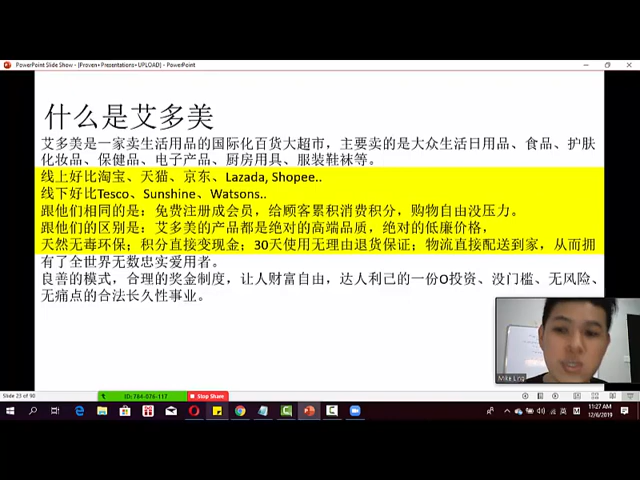 PowerPoint Slide Show - [Proven+Presentations+UPLOAD] - PowerPoint
什么是艾多美
艾多美是一家卖生活用品的国际化百货大超市，主要卖的是大众生活日用品、食品、护肤
化妆品、保健品、电子产品、厨房用具、服装鞋袜等。
线上好比淘宝、天猫、京东、Lazada, Shopee..
线下好比Tesco、Sunshine、Watsons..
跟他们相同的是：免费注册成会员，给顾客累积消费积分，购物自由没压力。
跟他们的区别是：艾多美的产品都是绝对的高端品质，绝对的低廉价格，
天然无毒环保；积分直接变现金；30天使用无理由退货保证；物流直接配送到家，从而拥
有了全世界无数忠实爱用者。
良善的模式，合理的奖金制度，让人财富自由，达人利己的一份O投资、没门槛、无风险、
无痛点的合法长久性事业。
Mike Ling
Slide 25 of 90
ID: 784-076-117
Stop Share
11:27 AM
12/6/2019